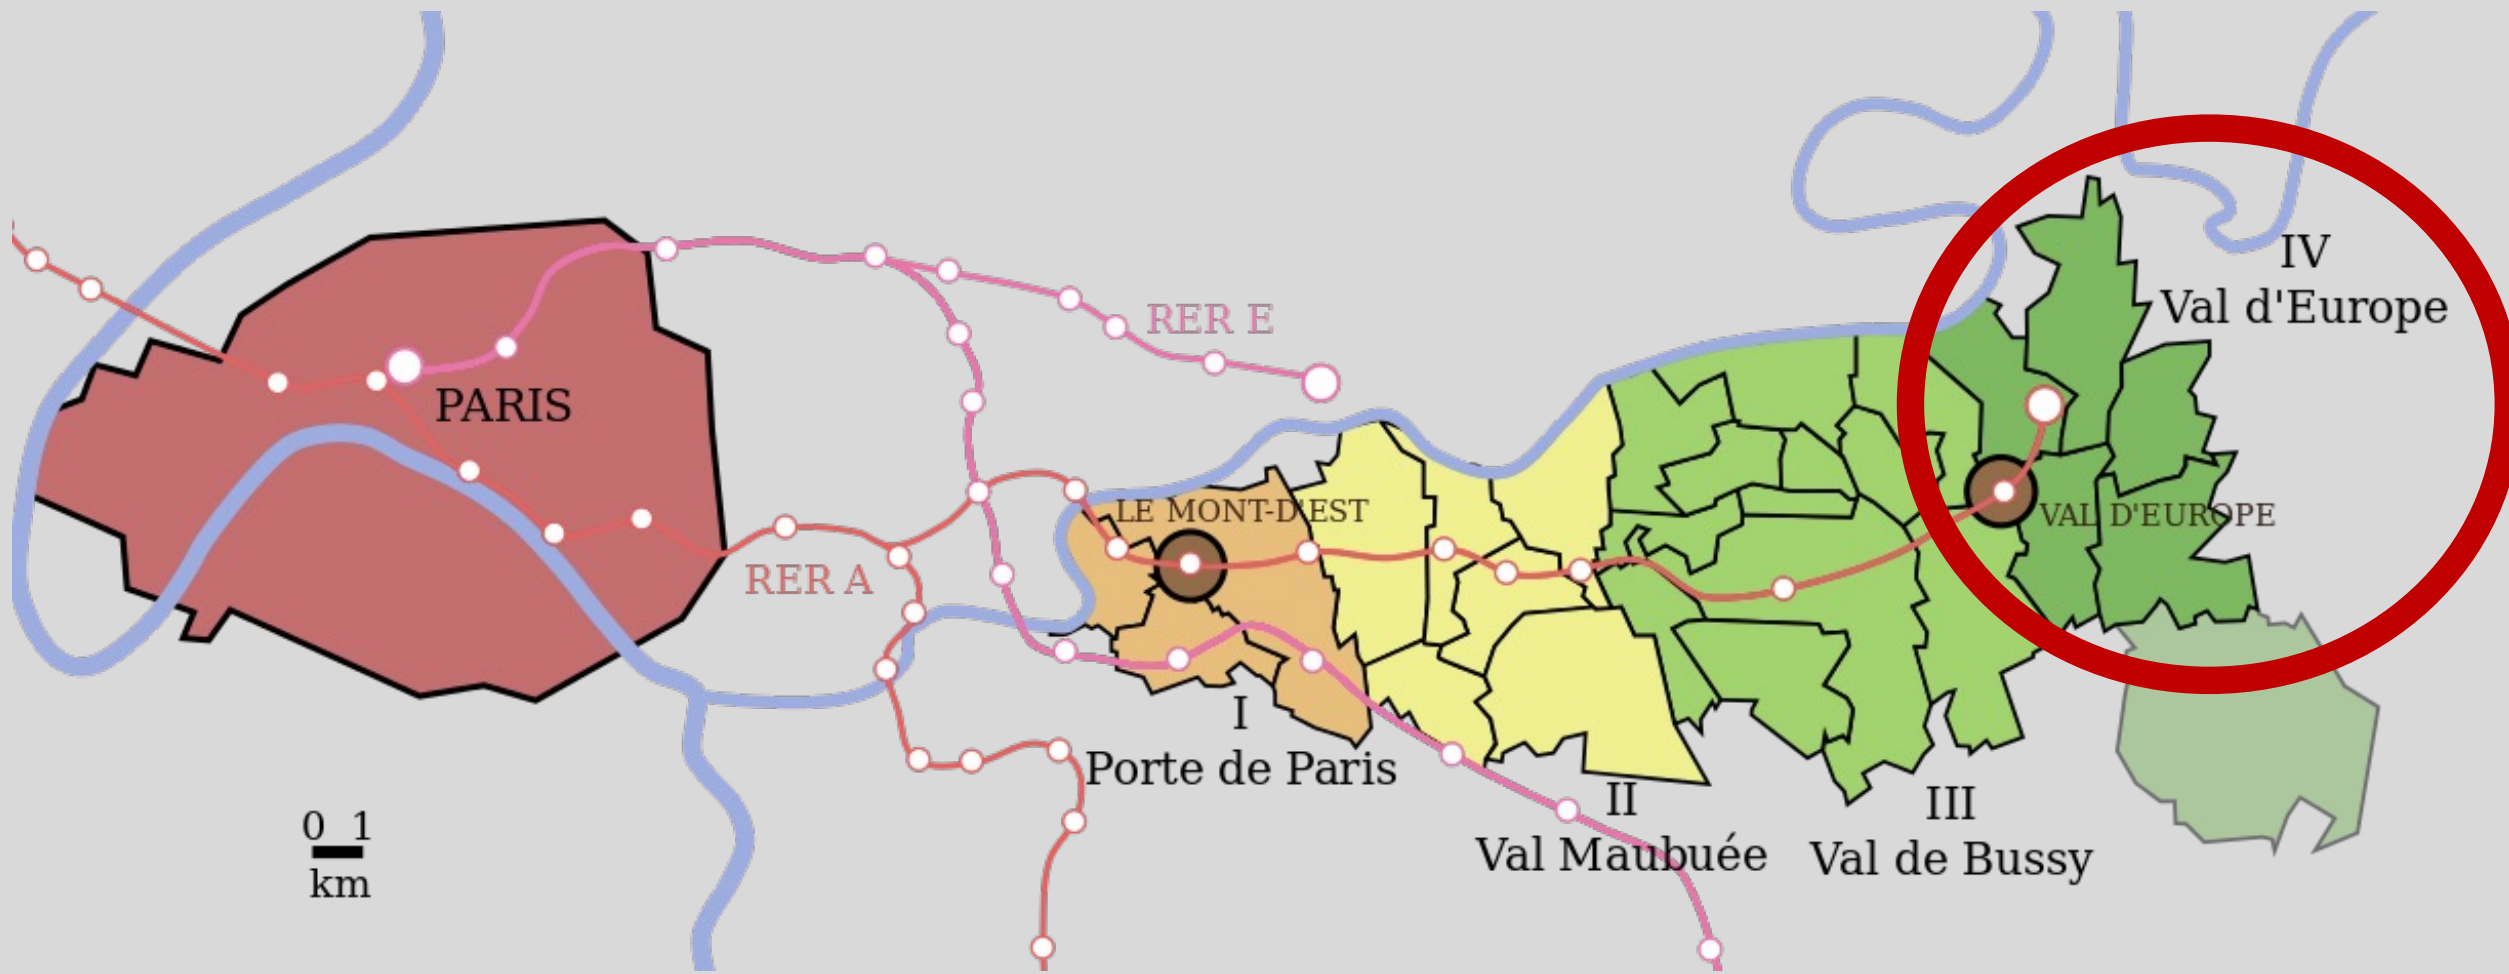 IV
Val d'Europe
RER E
PARIS
LE MONT-D'EST
VAL D'EUROPE
RER A
I
Porte de Paris
II
Val Maubuée
III
Val de Bussy
0 1
km